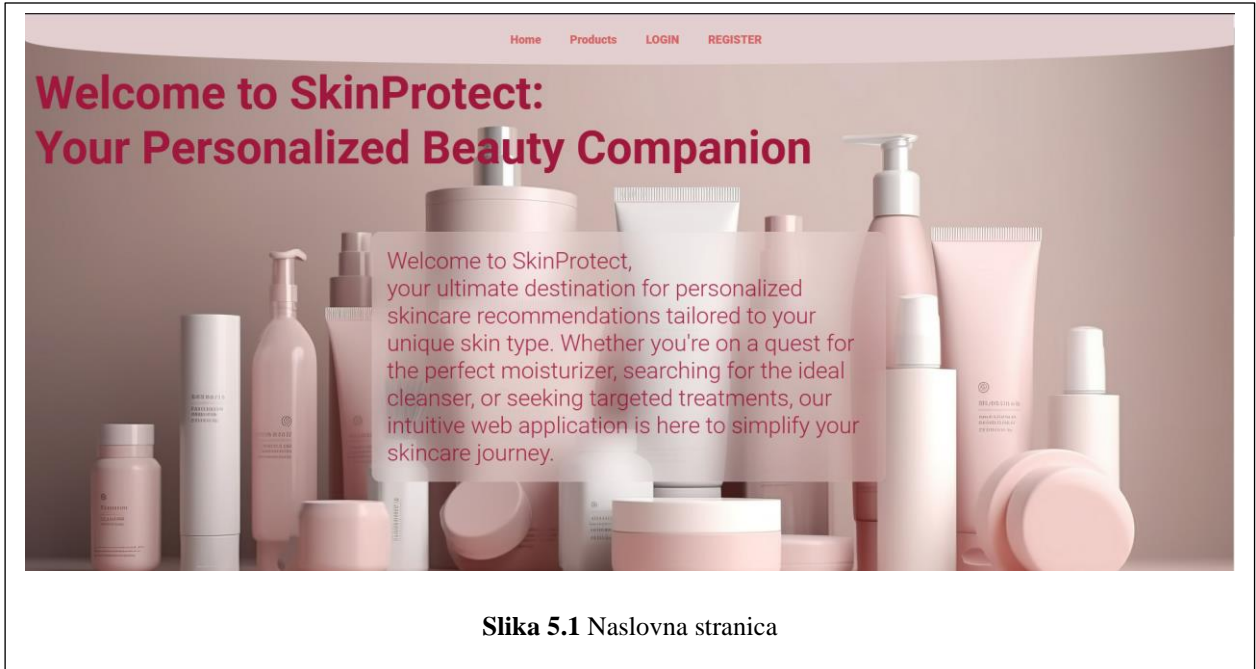 Home Products LOGIN REGISTER
Welcome to SkinProtect:
Your Personalized Beauty Companion
Welcome to SkinProtect,
your ultimate destination for personalized
skincare recommendations tailored to your
unique skin type. Whether you're on a quest for
the perfect moisturizer, searching for the ideal
cleanser, or seeking targeted treatments, our
intuitive web application is here to simplify your
skincare journey.
Slika 5.1 Naslovna stranica